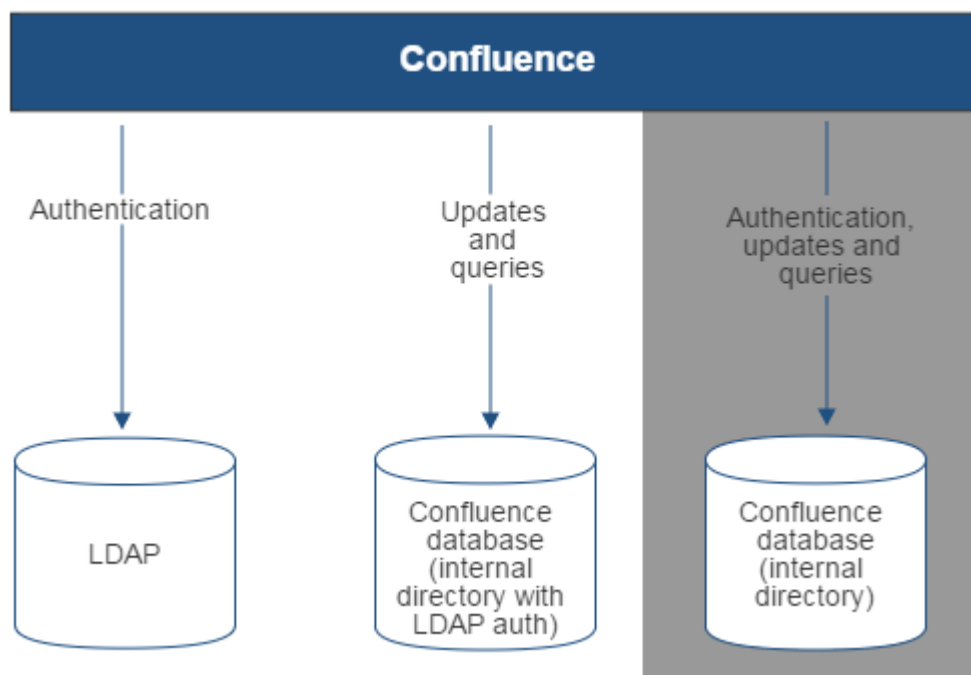 Confluence
Authentication
Updates
and
queries
Authentication,
updates and
queries
LDAP
Confluence
database
(internal
directory with
LDAP auth)
Confluence
database
(internal
directory)